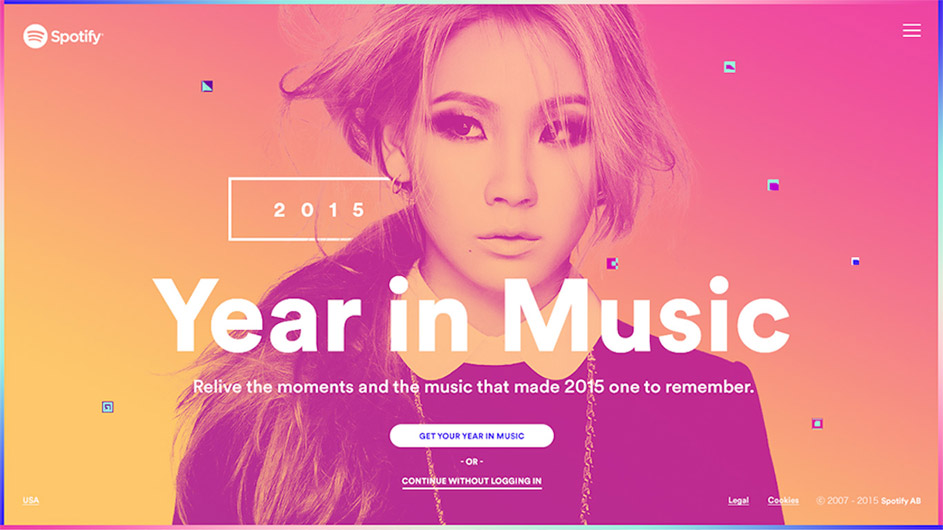 Spotify
2015
Year in Music
Relive the moments and the music that made 2015 one to remember.
GET YOUR YEAR IN MUSIC
- OR -
CONTINUE WITHOUT LOGGING IN
USA
Legal Cookies © 2007 - 2015 Spotify AB